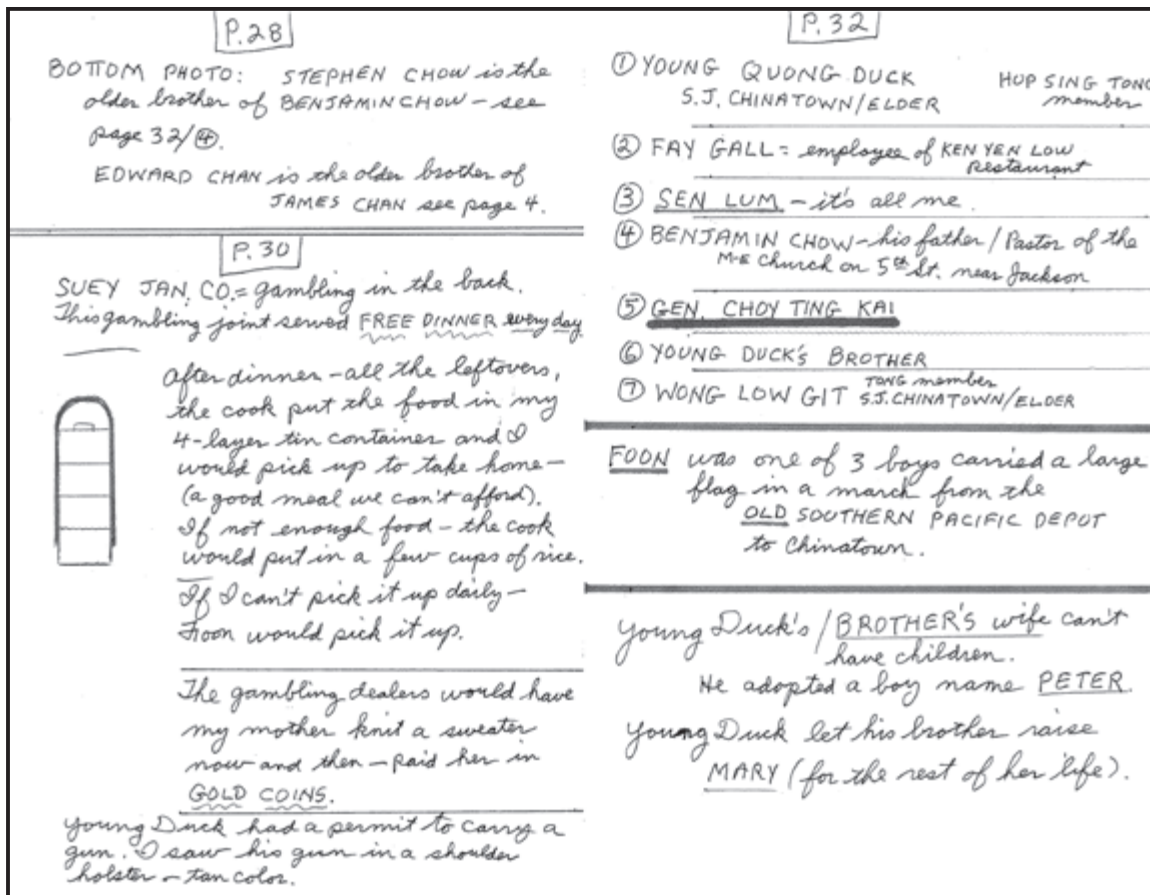 P.28
BOTTOM PHOTO: STEPHEN CHOW is the
older brother of BENJAMIN CHOW – see
page 32/④.
EDWARD CHAN is the older brother of
JAMES CHAN see page 4.
P.30
SUEY JAN. CO. = gambling in the back.
This gambling joint served FREE DINNER every day
After dinner – all the leftovers,
the cook put the food in my
4-layer tin container and I
would pick up to take home –
(a good meal we can't afford).
If not enough food – the cook
would put in a few cups of rice.
If I can't pick it up daily –
Foon would pick it up.
The gambling dealers would have
my mother knit a sweater
now and then – paid her in
GOLD COINS.
Young Duck had a permit to carry a
gun. I saw his gun in a shoulder
holster – tan color.
P.32
① YOUNG QUONG DUCK HUP SING TONG
S.J. CHINATOWN/ELDER member
② FAY GALL = employee of KEN YEN LOW
Restaurant
③ SEN LUM – it's all me.
④ BENJAMIN CHOW – his father / Pastor of the
M-E Church on 5th St. near Jackson
⑤ GEN. CHOY TING KAI
⑥ YOUNG DUCK'S BROTHER
⑦ WONG LOW GIT TONG member
S.J. CHINATOWN/ELDER
FOON was one of 3 boys carried a large
flag in a march from the
OLD SOUTHERN PACIFIC DEPOT
to Chinatown.
Young Duck's / BROTHER'S wife can't
have children.
He adopted a boy name PETER.
Young Duck let his brother raise
MARY (for the rest of her life).